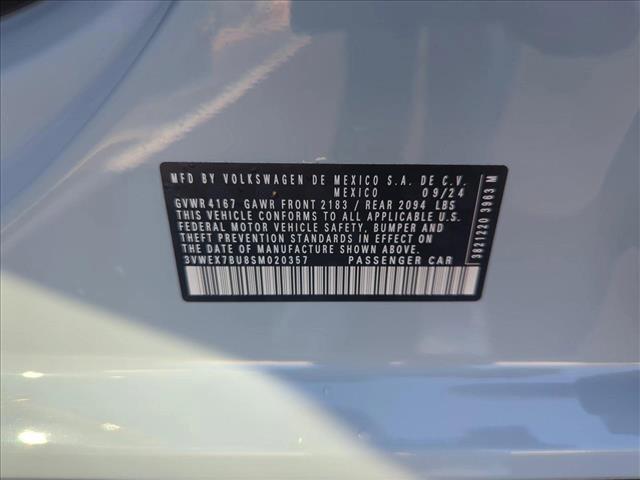 MFD BY VOLKSWAGEN DE MEXICO S.A. DE C.V.
MEXICO 09/24
GVWR 4167 GAWR FRONT 2183 / REAR 2094 LBS
THIS VEHICLE CONFORMS TO ALL APPLICABLE U.S.
FEDERAL MOTOR VEHICLE SAFETY, BUMPER AND
THEFT PREVENTION STANDARDS IN EFFECT ON
THE DATE OF MANUFACTURE SHOWN ABOVE.
3VWEX7BU8SM020357 PASSENGER CAR
3821220 3963 M